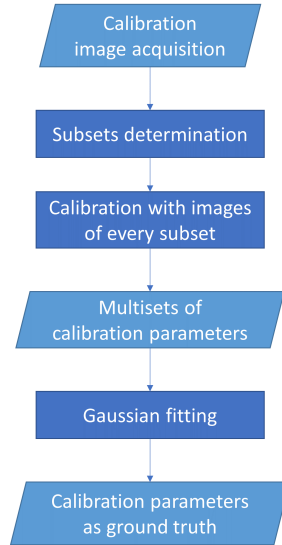 Calibration
image acquisition
Subsets determination
Calibration with images
of every subset
Multisets of
calibration parameters
Gaussian fitting
Calibration parameters
as ground truth